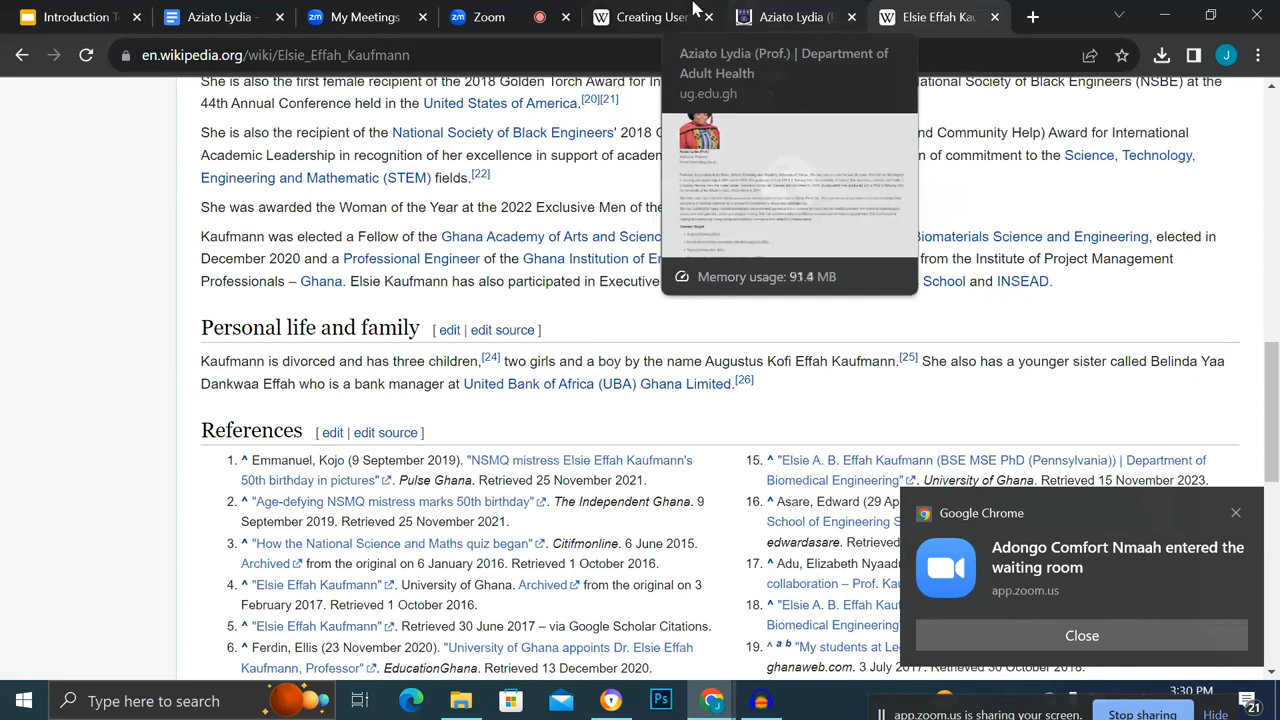 Introduction T
Aziato Lydia -
My Meetings
Zoom
Creating User
Aziato Lydia (
Elsie Effah Kau
en.wikipedia.org/wiki/Elsie_Effah_Kaufmann
J
Aziato Lydia (Prof.) | Department of
Adult Health
ug.edu.gh
Aziato Lydia (Prof.)
Memory usage: MB
She is also the first female recipient of the 2018 Golden Torch Award for In
ational Society of Black Engineers (NSBE) at the
44th Annual Conference held in the United States of America.[20][21]
She is also the recipient of the National Society of Black Engineers' 2018 G
nd Community Help) Award for International
Academic Leadership in recognition of her excellence in support of acader
n of commitment to the Science, Technology,
Engineering and Mathematics (STEM) fields.[22]
She was named the Woman of the Year in the 2022 Ghana on the Men of the
Kaufmann is a member of Ghana Academy of Arts and Scienc
Biomaterials Science and Engineering, elected in
December 2020 and a Professional Engineer of the Ghana Institution of En
from the Institute of Project Management
Professionals – Ghana. Elsie Kaufmann has also participated in Executive
School and INSEAD.
Personal life and family [ edit | edit source ]
Kaufmann is divorced and has three children,[24] two girls and a boy by the name Augustus Kofi Effah Kaufmann.[25] She also has a younger sister called Belinda Yaa
Dankwaa Effah who is a bank manager at United Bank of Africa (UBA) Ghana Limited.[26]
References [ edit | edit source ]
1. ^ Emmanuel, Kojo (9 September 2019). "NSMQ mistress Elsie Effah Kaufmann's
50th birthday in pictures". Pulse Ghana. Retrieved 25 November 2021.
2. ^ "Age-defying NSMQ mistress marks 50th birthday". The Independent Ghana. 9
September 2019. Retrieved 25 November 2021.
3. ^ "How the National Science and Maths quiz began". Citifmonline. 6 June 2015.
Archived from the original on 6 January 2016. Retrieved 1 October 2016.
4. ^ "Elsie Effah Kaufmann". University of Ghana. Archived from the original on 3
February 2017. Retrieved 1 October 2016.
5. ^ "Elsie Effah Kaufmann". Retrieved 30 June 2017 – via Google Scholar Citations.
6. ^ Ferdin, Ellis (23 November 2020). "University of Ghana appoints Dr. Elsie Effah
Kaufmann, Professor". EducationGhana. Retrieved 13 December 2020.
15. ^ "Elsie A. B. Effah Kaufmann (BSE MSE PhD (Pennsylvania)) | Department of
Biomedical Engineering". University of Ghana. Retrieved 15 November 2023.
16. ^ Asare, Edward (29 Ap
School of Engineering S
edwardasare. Retrieved
17. ^ Adu, Elizabeth Nyaadu
collaboration – Prof. Kau
18. ^ "Elsie A. B. Effah Kauf
Biomedical Engineering"
19. ^ a b "My students at Le
ghanaweb.com. 3 July 2017. Retrieved 30 October 2018.
Google Chrome
Adongo Comfort Nmaah entered the
waiting room
app.zoom.us
Close
Type here to search
Ps
3:30 PM
21
app.zoom.us is sharing your screen.
Stop sharing
Hide